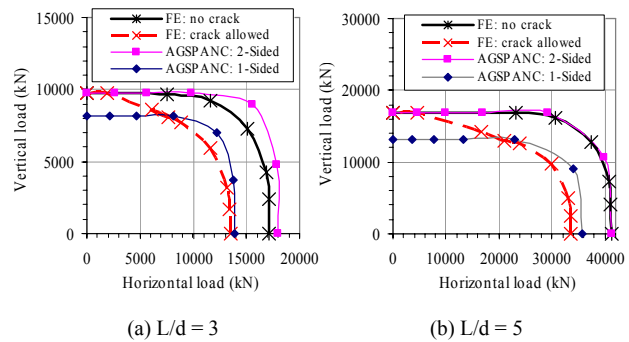 FE: no crack
FE: crack allowed
AGSPANC: 2-Sided
AGSPANC: 1-Sided
15000
10000
5000
0
Vertical load (kN)
0 5000 10000 15000 20000
Horizontal load (kN)
(a) L/d = 3
FE: no crack
FE: crack allowed
AGSPANC: 2-Sided
AGSPANC: 1-Sided
30000
20000
10000
0
Vertical load (kN)
0 10000 20000 30000 40000
Horizontal load (kN)
(b) L/d = 5